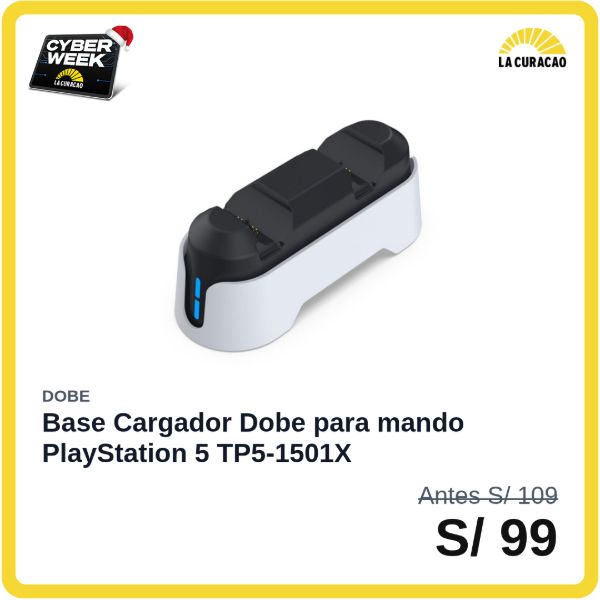 CYBER
WEEK
LA CURACAO
LA CURACAO
DOBE
Base Cargador Dobe para mando
PlayStation 5 TP5-1501X
Antes S/ 109
S/ 99